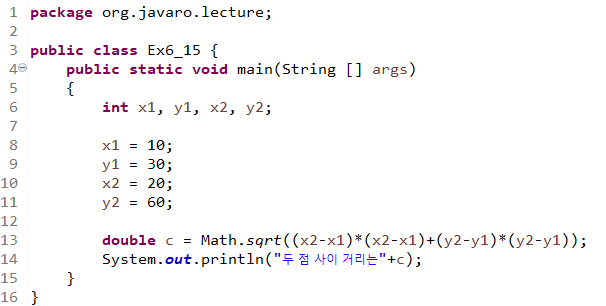 1 package org.javaro.lecture;
2
3 public class Ex6_15 {
4     public static void main(String [] args)
5     {
6         int x1, y1, x2, y2;
7
8         x1 = 10;
9         y1 = 30;
10         x2 = 20;
11         y2 = 60;
12
13         double c = Math.sqrt((x2-x1)*(x2-x1)+(y2-y1)*(y2-y1));
14         System.out.println("두 점 사이 거리는"+c);
15     }
16 }